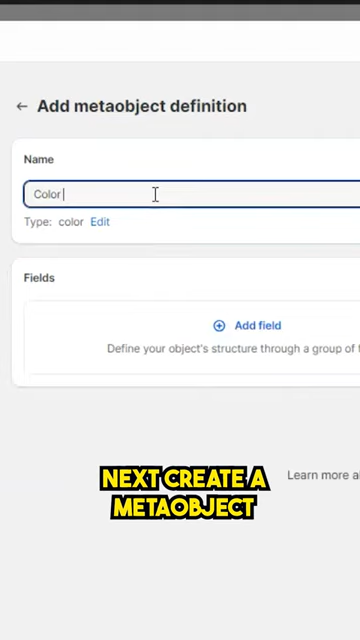 ← Add metaobject definition
Name
Color
Type: color Edit
Fields
Add field
Define your object's structure through a group of
Learn more
NEXT CREATE A
METAOBJECT